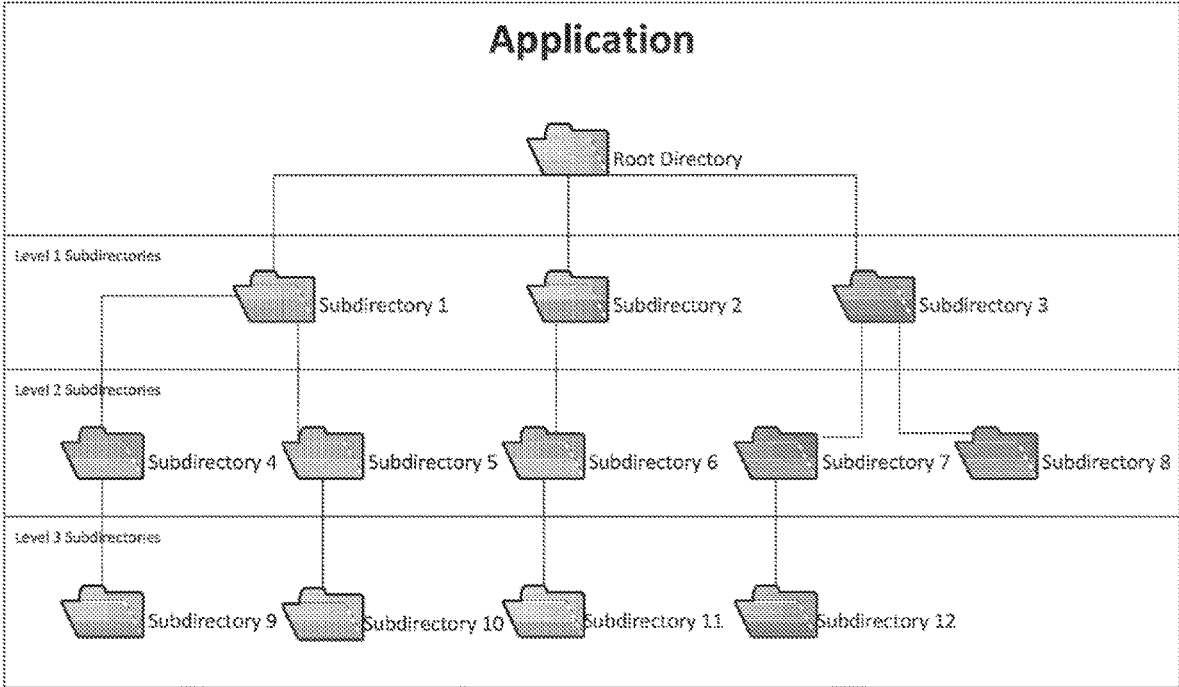 Application
Root Directory
Level 1 Subdirectories
Subdirectory 1
Subdirectory 2
Subdirectory 3
Level 2 Subdirectories
Subdirectory 4
Subdirectory 5
Subdirectory 6
Subdirectory 7
Subdirectory 8
Level 3 Subdirectories
Subdirectory 9
Subdirectory 10
Subdirectory 11
Subdirectory 12